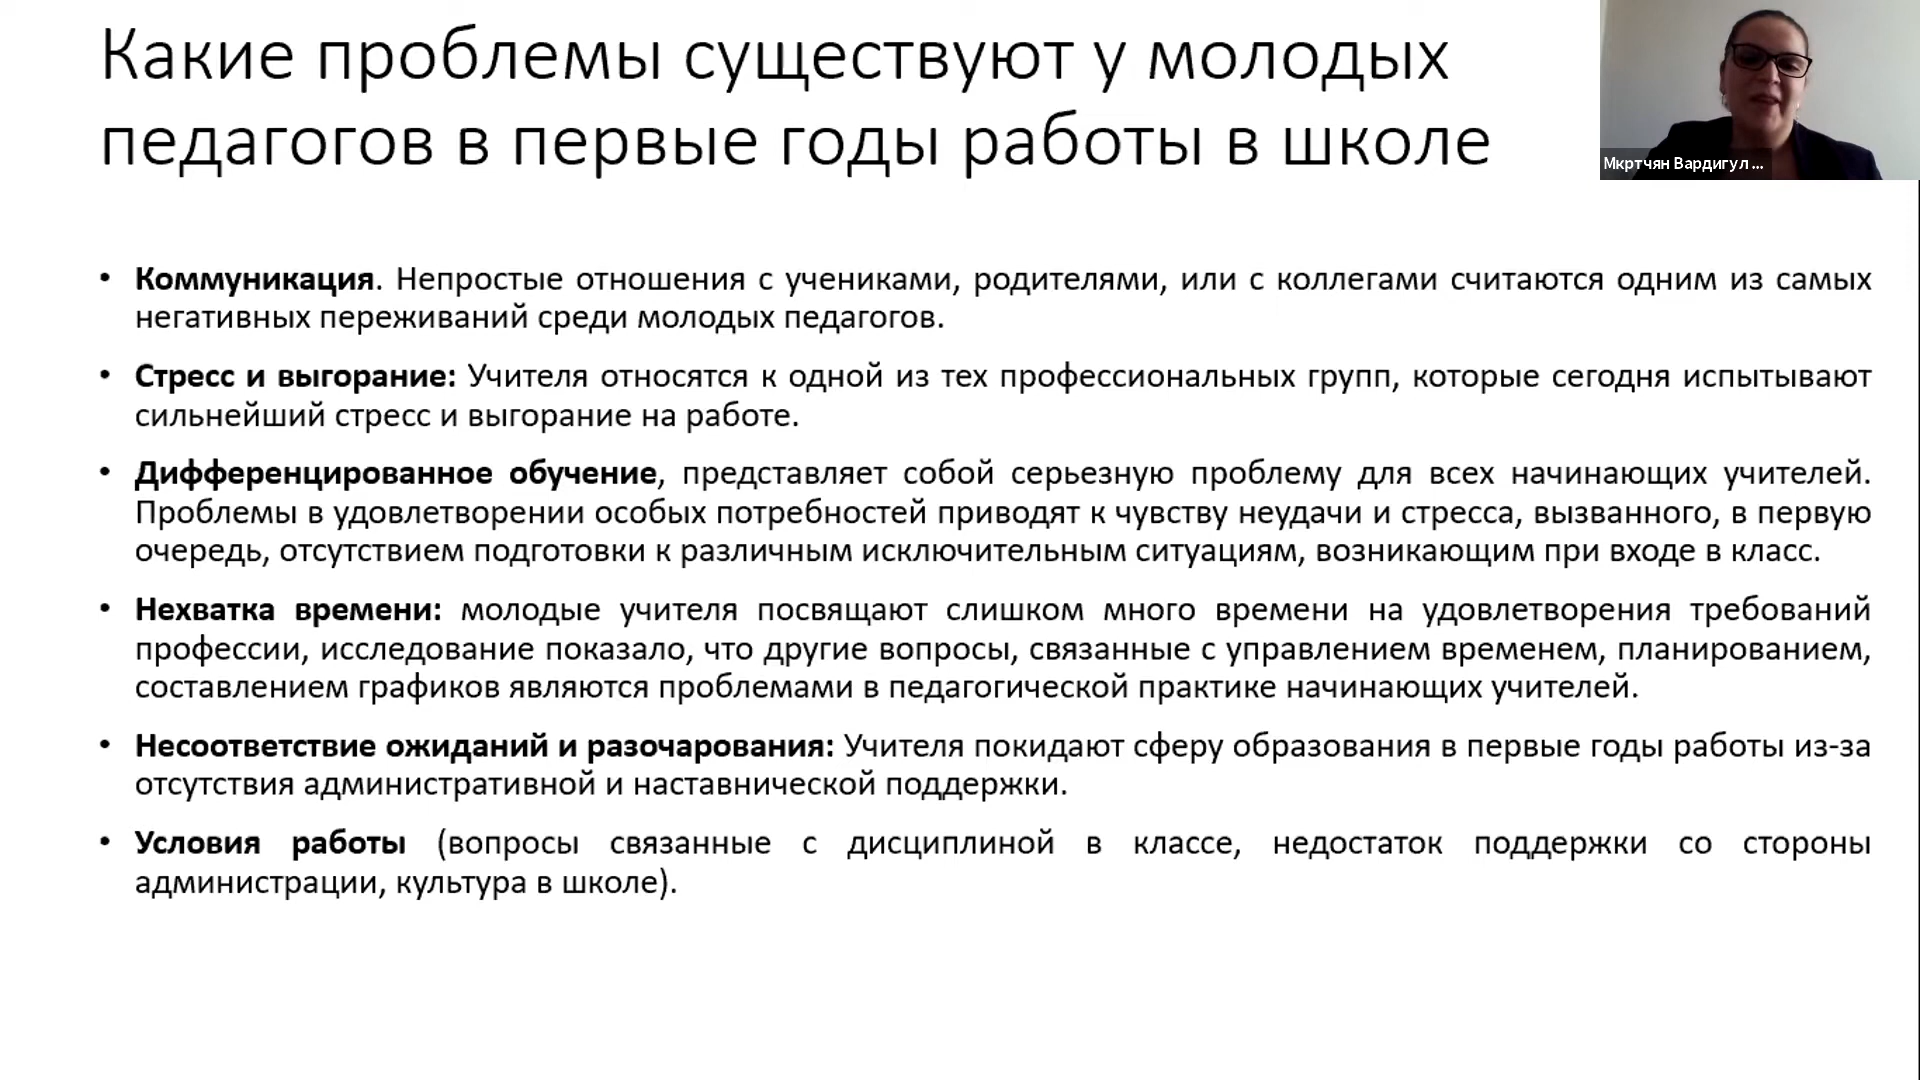 Какие проблемы существуют у молодых
педагогов в первые годы работы в школе
Мкртчян Вардигул ...
• Коммуникация. Непростые отношения с учениками, родителями, или с коллегами считаются одним из самых
негативных переживаний среди молодых педагогов.
• Стресс и выгорание: Учителя относятся к одной из тех профессиональных групп, которые сегодня испытывают
сильнейший стресс и выгорание на работе.
• Дифференцированное обучение, представляет собой серьезную проблему для всех начинающих учителей.
Проблемы в удовлетворении особых потребностей приводят к чувству неудачи и стресса, вызванного, в первую
очередь, отсутствием подготовки к различным исключительным ситуациям, возникающим при входе в класс.
• Нехватка времени: молодые учителя посвящают слишком много времени на удовлетворения требований
профессии, исследование показало, что другие вопросы, связанные с управлением временем, планированием,
составлением графиков являются проблемами в педагогической практике начинающих учителей.
• Несоответствие ожиданий и разочарования: Учителя покидают сферу образования в первые годы работы из-за
отсутствия административной и наставнической поддержки.
• Условия работы (вопросы связанные с дисциплиной в классе, недостаток поддержки со стороны
администрации, культура в школе).